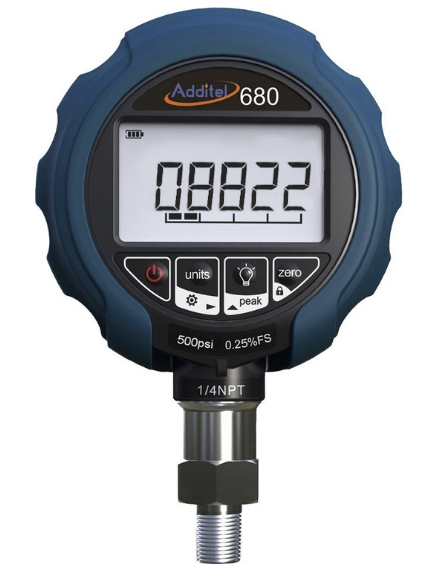 Additel 680
08822
units zero
peak
500psi 0.25%FS
1/4NPT